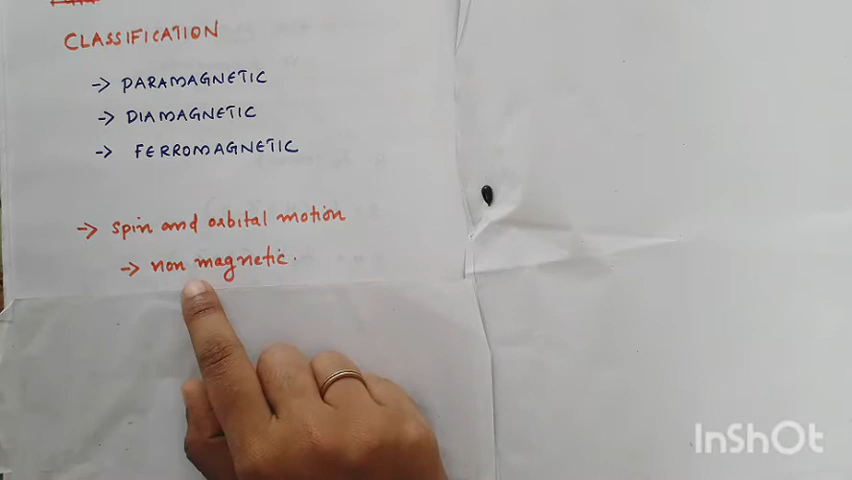 CLASSIFICATION
-> PARAMAGNETIC
-> DIAMAGNETIC
-> FERROMAGNETIC
-> spin and orbital motion
-> non magnetic.
InShOt